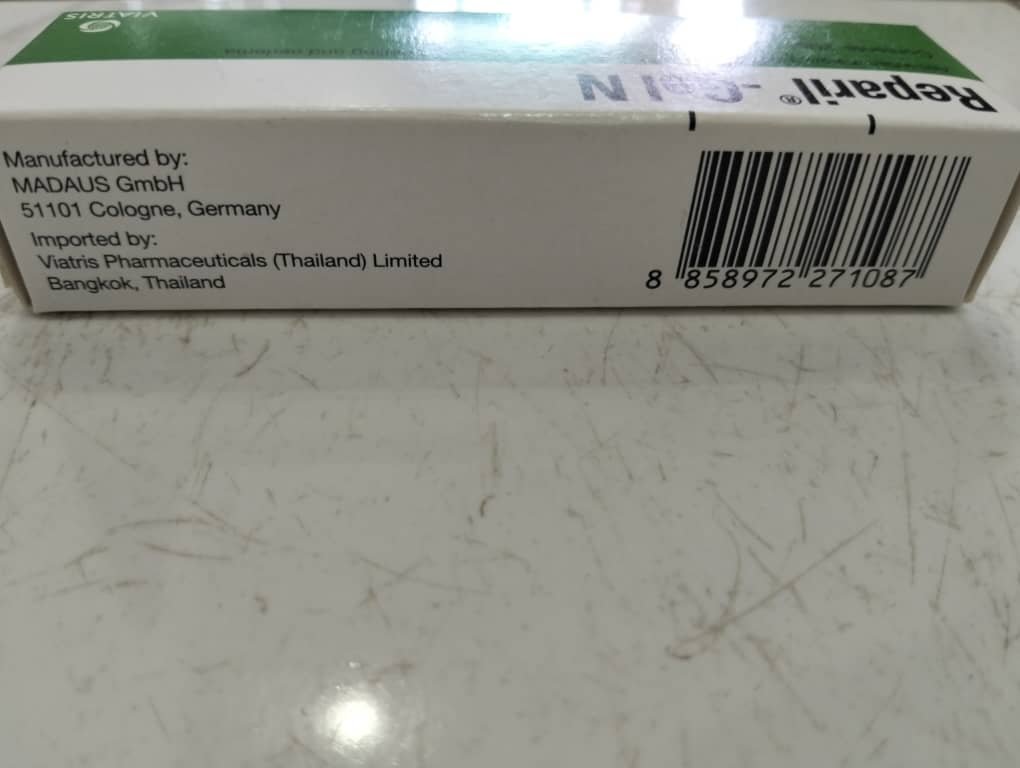 VIATRIS
Reparil® -Gel N
Manufactured by:
MADAUS GmbH
51101 Cologne, Germany
Imported by:
Viatris Pharmaceuticals (Thailand) Limited
Bangkok, Thailand
8 858972 271087